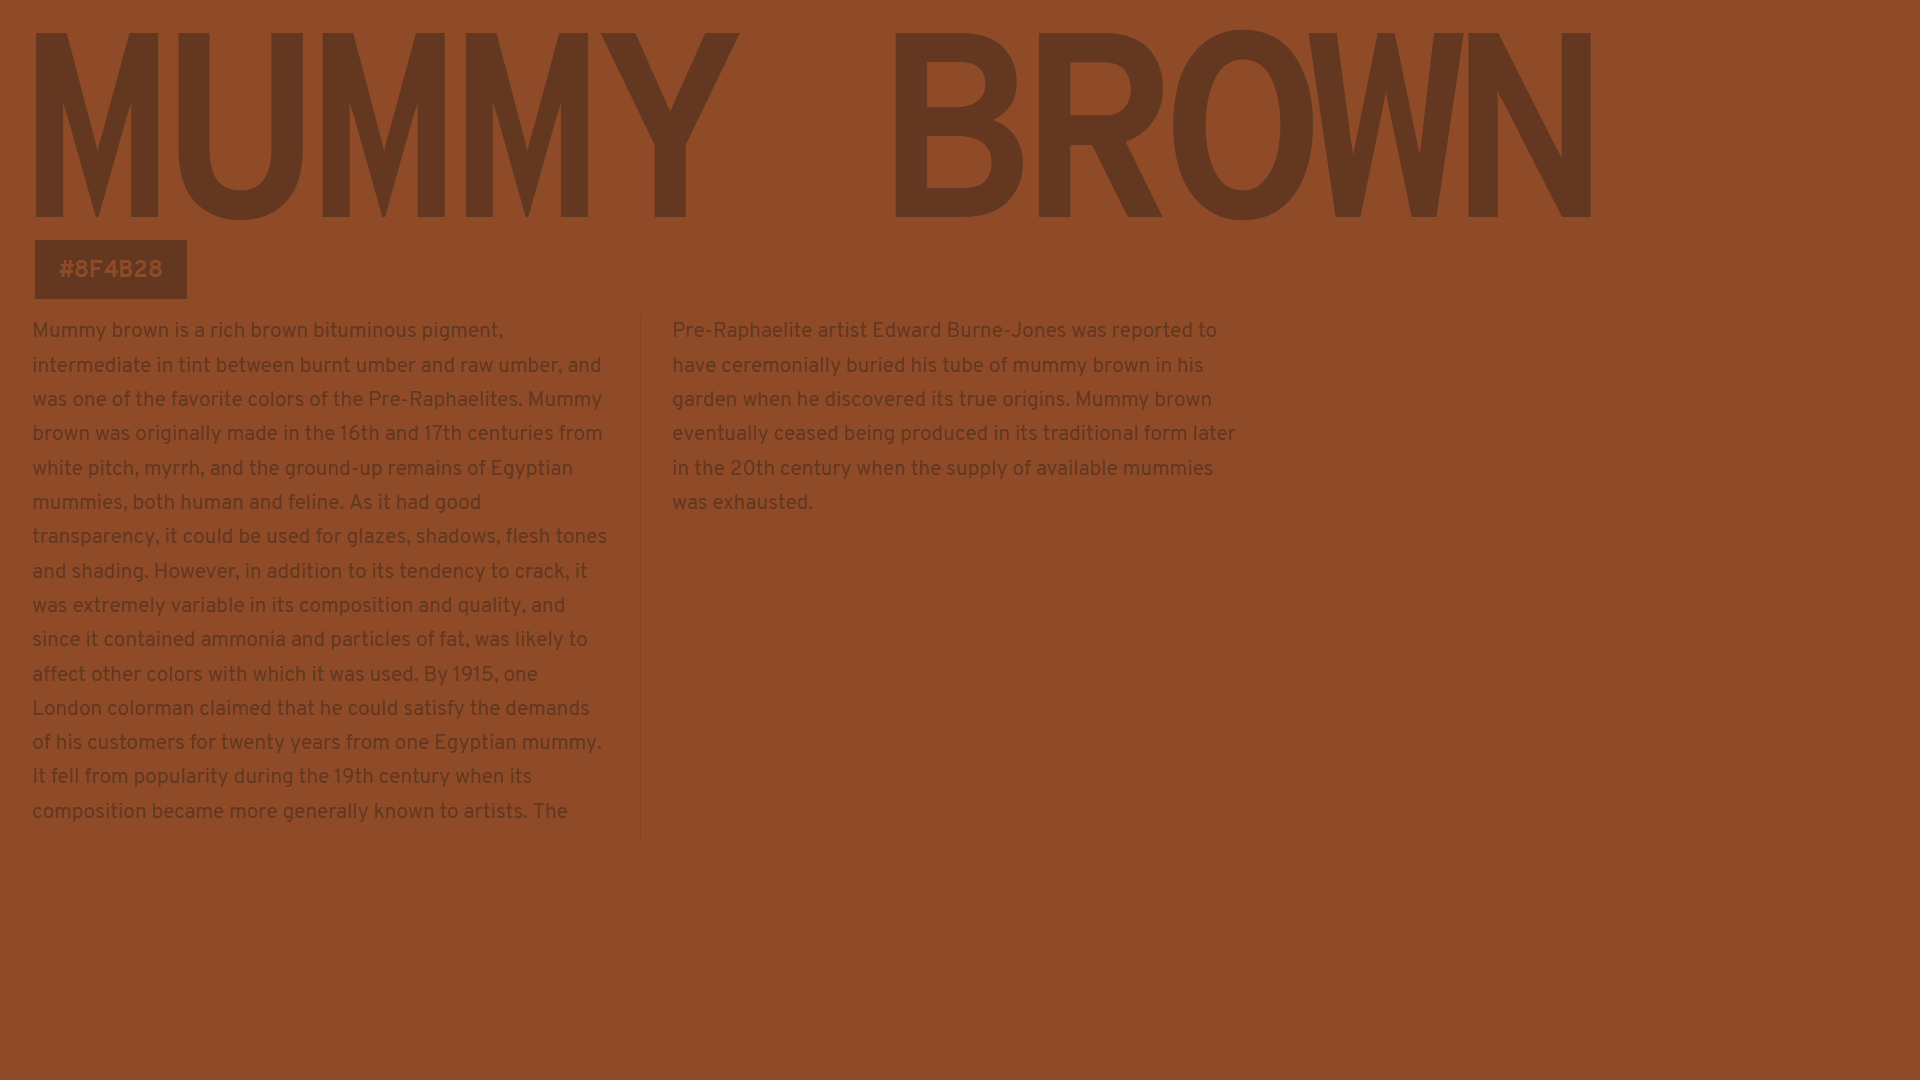 MUMMY BROWN
#8F4B28
Mummy brown is a rich brown bituminous pigment,
intermediate in tint between burnt umber and raw umber, and
was one of the favorite colors of the Pre-Raphaelites. Mummy
brown was originally made in the 16th and 17th centuries from
white pitch, myrrh, and the ground-up remains of Egyptian
mummies, both human and feline. As it had good
transparency, it could be used for glazes, shadows, flesh tones
and shading. However, in addition to its tendency to crack, it
was extremely variable in its composition and quality, and
since it contained ammonia and particles of fat, was likely to
affect other colors with which it was used. By 1915, one
London colorman claimed that he could satisfy the demands
of his customers for twenty years from one Egyptian mummy.
It fell from popularity during the 19th century when its
composition became more generally known to artists. The
Pre-Raphaelite artist Edward Burne-Jones was reported to
have ceremonially buried his tube of mummy brown in his
garden when he discovered its true origins. Mummy brown
eventually ceased being produced in its traditional form later
in the 20th century when the supply of available mummies
was exhausted.